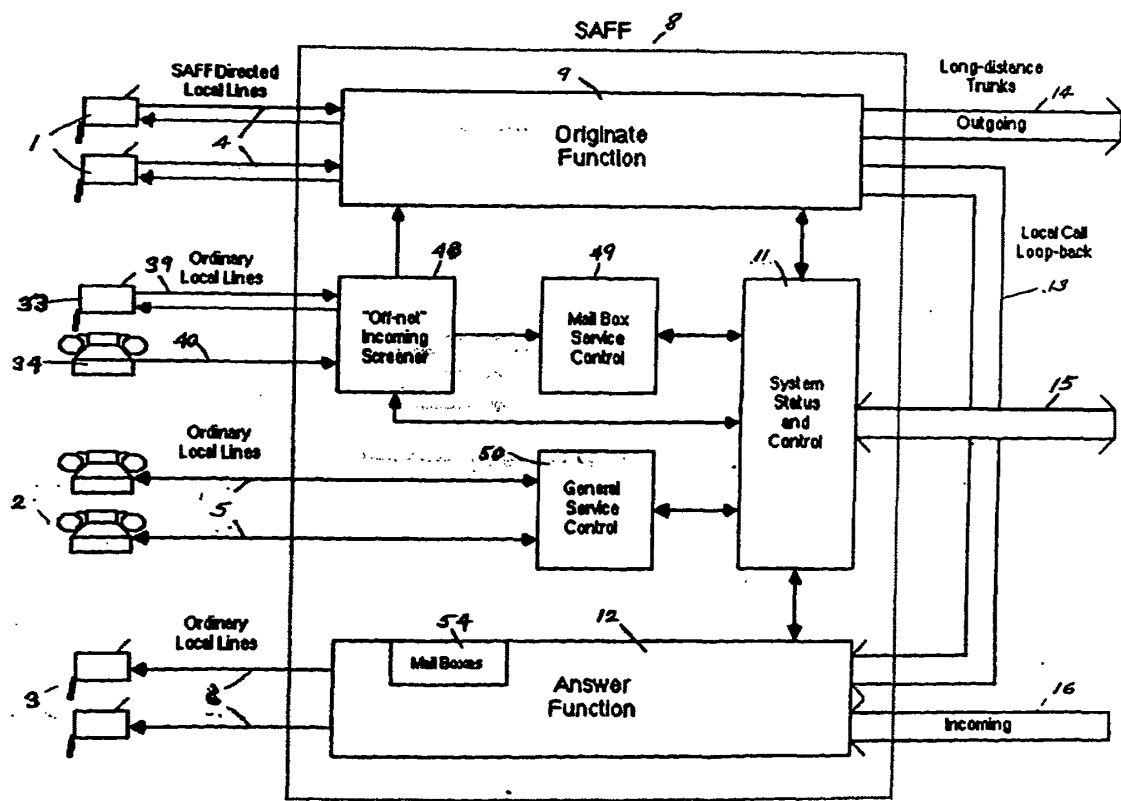 SAFF 8
SAFF Directed
Local Lines
1
4
9
Originate
Function
Long-distance
Trunks
14
Outgoing
Local Call
Loop-back
13
Ordinary
Local Lines
39
33
40
34
48
"Off-net"
Incoming
Screener
49
Mail Box
Service
Control
11
System
Status
and
Control
15
Ordinary
Local Lines
2
5
50
General
Service
Control
Ordinary
Local Lines
3
54
Mail Boxes
12
Answer
Function
16
Incoming